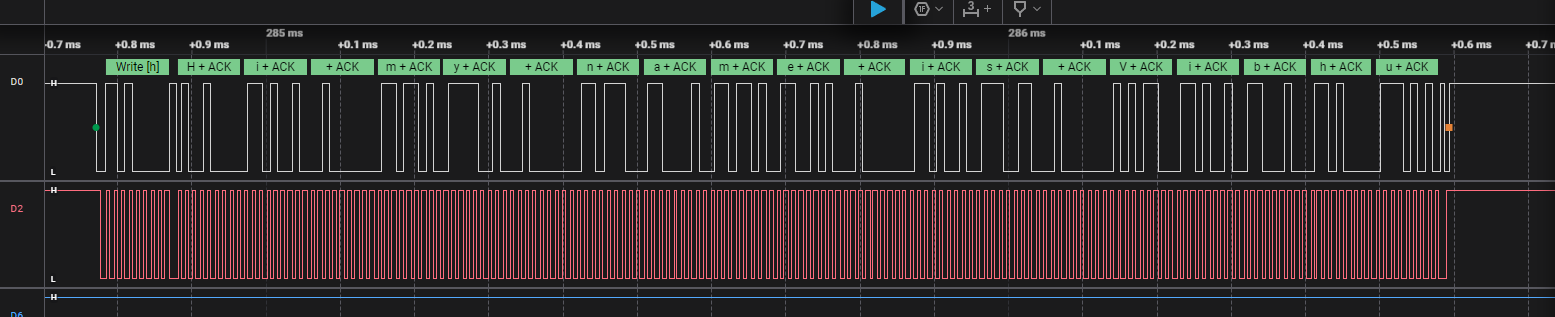 1F 3 +
285 ms 286 ms
-0.7 ms +0.8 ms +0.9 ms +0.1 ms +0.2 ms +0.3 ms +0.4 ms +0.5 ms +0.6 ms +0.7 ms +0.8 ms +0.9 ms +0.1 ms +0.2 ms +0.3 ms +0.4 ms +0.5 ms +0.6 ms +0.7 m
Write [h] H + ACK i + ACK + ACK m + ACK y + ACK + ACK n + ACK a + ACK m + ACK e + ACK + ACK i + ACK s + ACK + ACK V + ACK i + ACK b + ACK h + ACK u + ACK
D0 H
L
H
D2
L
H
D6